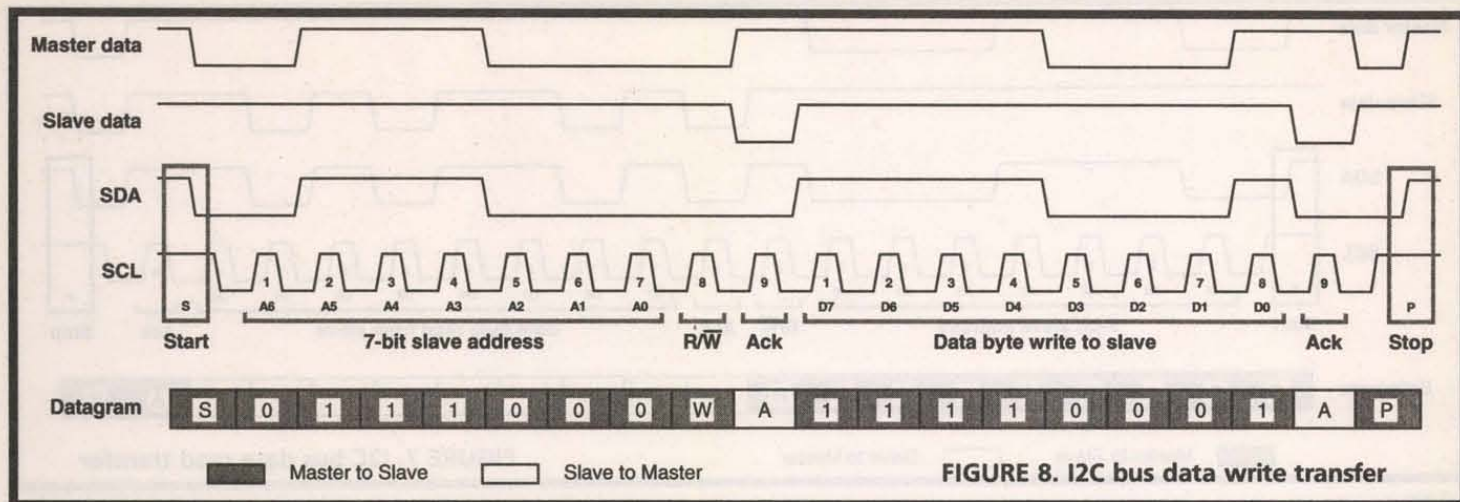 Master data
Slave data
SDA
SCL
1 2 3 4 5 6 7 8 9 1 2 3 4 5 6 7 8 9
S A6 A5 A4 A3 A2 A1 A0 D7 D6 D5 D4 D3 D2 D1 D0 P
Start 7-bit slave address R/W̅ Ack Data byte write to slave Ack Stop
Datagram S 0 1 1 1 0 0 0 W A 1 1 1 1 0 0 0 1 A P
Master to Slave Slave to Master FIGURE 8. I2C bus data write transfer